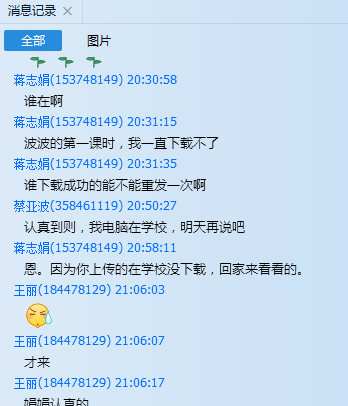 消息记录
全部 图片
蒋志娟(153748149) 20:30:58
谁在啊
蒋志娟(153748149) 20:31:15
波波的第一课时，我一直下载不了
蒋志娟(153748149) 20:31:35
谁下载成功的能不能重发一次啊
蔡亚波(358461119) 20:50:27
认真到则，我电脑在学校，明天再说吧
蒋志娟(153748149) 20:58:11
恩。因为你上传的在学校没下载，回家来看看的。
王丽(184478129) 21:06:03
王丽(184478129) 21:06:07
才来
王丽(184478129) 21:06:17
娟娟认真的